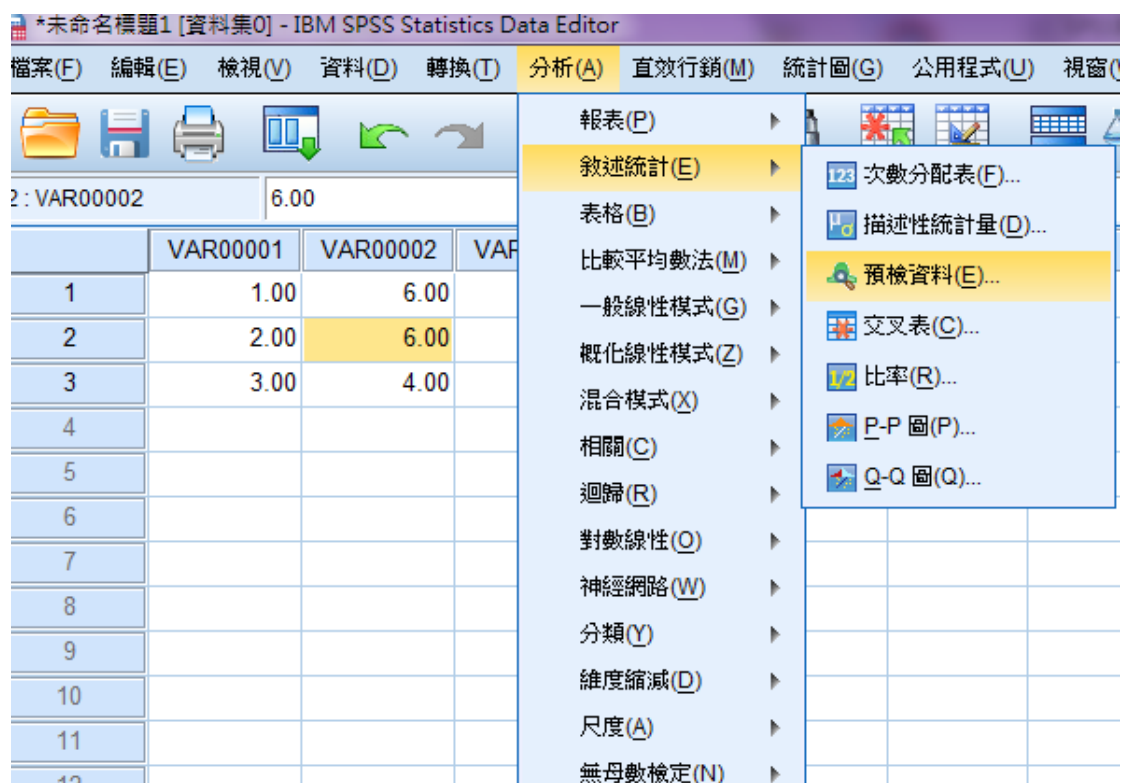 *未命名標題1 [資料集0] - IBM SPSS Statistics Data Editor
檔案(F) 編輯(E) 檢視(V) 資料(D) 轉換(T) 分析(A) 直效行銷(M) 統計圖(G) 公用程式(U) 視窗(
2 : VAR00002 6.00
VAR00001 VAR00002 VAR
1 1.00 6.00
2 2.00 6.00
3 3.00 4.00
4
5
6
7
8
9
10
11
12
報表(P)
敘述統計(E)
表格(B)
比較平均數法(M)
一般線性模式(G)
概化線性模式(Z)
混合模式(X)
相關(C)
迴歸(R)
對數線性(O)
神經網路(W)
分類(Y)
維度縮減(D)
尺度(A)
無母數檢定(N)
123 次數分配表(F)...
描述性統計量(D)...
預檢資料(E)...
交叉表(C)...
1/2 比率(R)...
P-P 圖(P)...
Q-Q 圖(Q)...